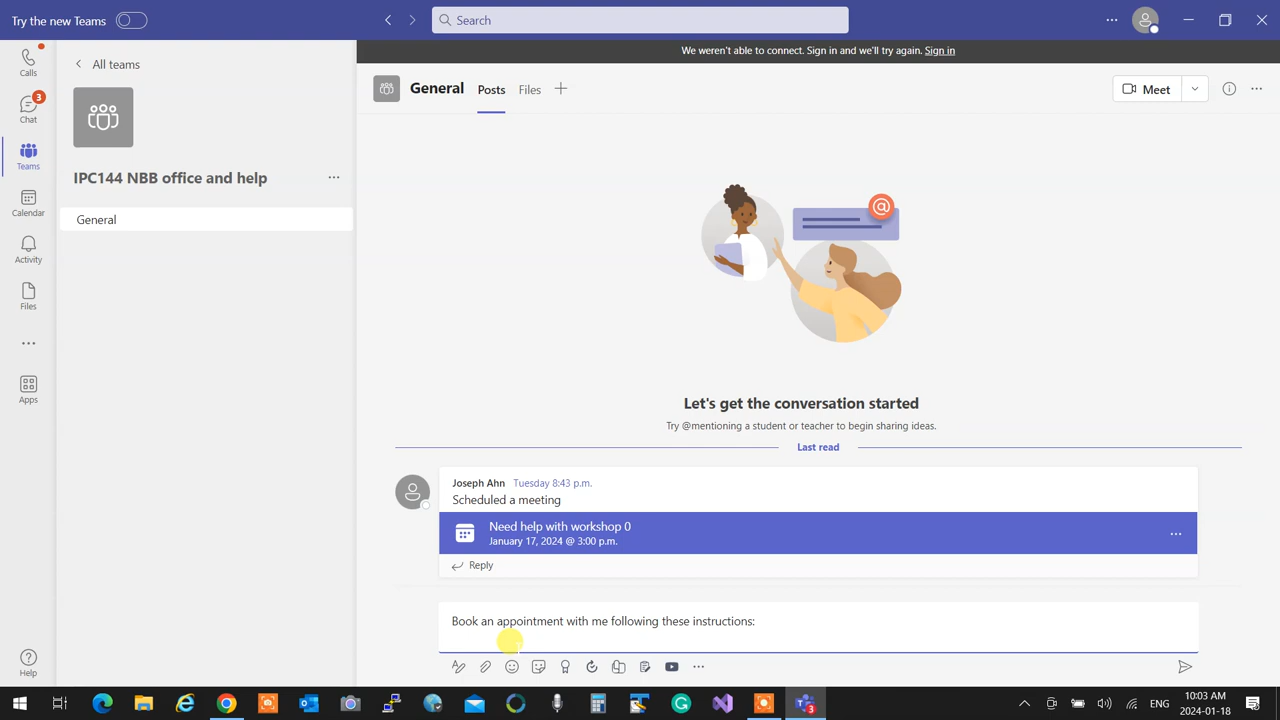 Try the new Teams
Search
We weren't able to connect. Sign in and we'll try again. Sign in
Calls
3
Chat
Teams
Calendar
Activity
Files
Apps
Help
All teams
IPC144 NBB office and help
General
General
Posts
Files
Meet
@
Let's get the conversation started
Try @mentioning a student or teacher to begin sharing ideas.
Last read
Joseph Ahn Tuesday 8:43 p.m.
Scheduled a meeting
Need help with workshop 0
January 17, 2024 @ 3:00 p.m.
Reply
Book an appointment with me following these instructions:
3
ENG
10:03 AM
2024-01-18